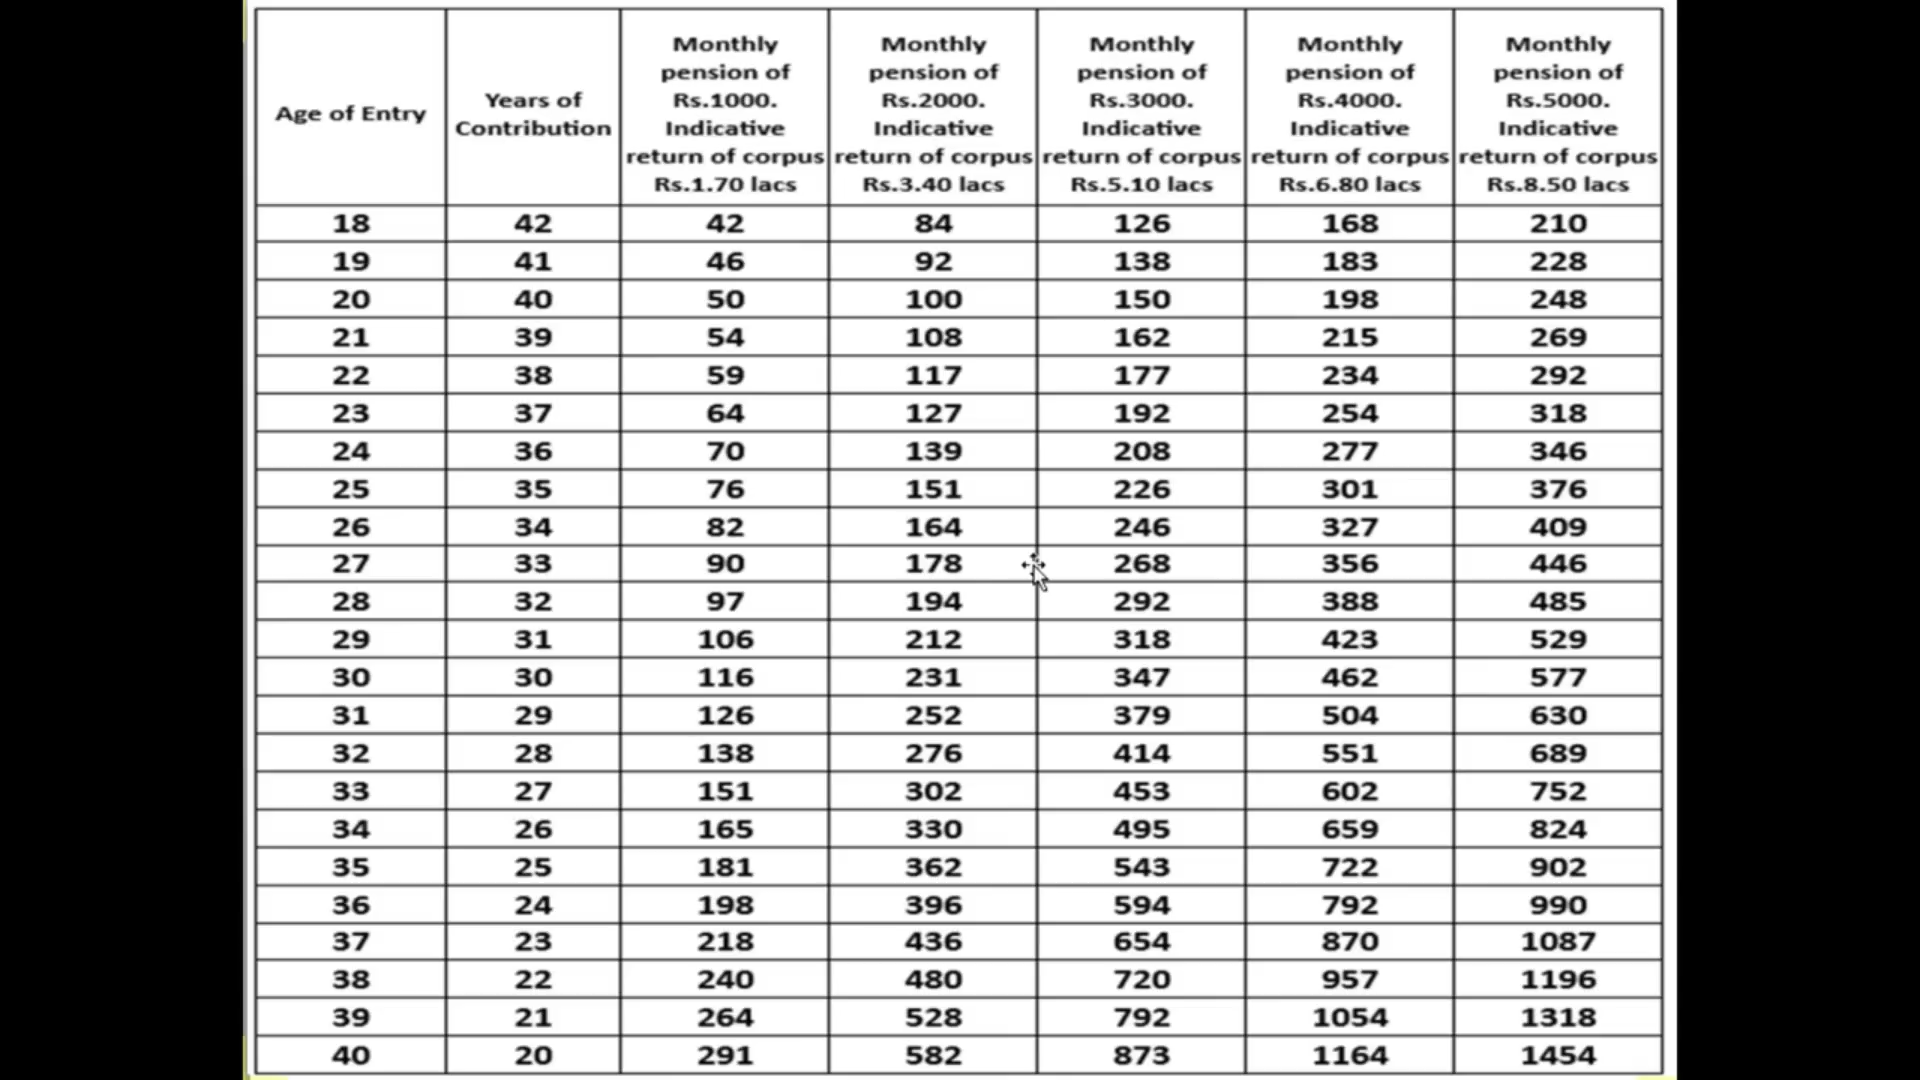 Age of Entry
Years of
Contribution
Monthly
pension of
Rs.1000.
Indicative
return of corpus
Rs.1.70 lacs
Monthly
pension of
Rs.2000.
Indicative
return of corpus
Rs.3.40 lacs
Monthly
pension of
Rs.3000.
Indicative
return of corpus
Rs.5.10 lacs
Monthly
pension of
Rs.4000.
Indicative
return of corpus
Rs.6.80 lacs
Monthly
pension of
Rs.5000.
Indicative
return of corpus
Rs.8.50 lacs
18 42 42 84 126 168 210
19 41 46 92 138 183 228
20 40 50 100 150 198 248
21 39 54 108 162 215 269
22 38 59 117 177 234 292
23 37 64 127 192 254 318
24 36 70 139 208 277 346
25 35 76 151 226 301 376
26 34 82 164 246 327 409
27 33 90 178 268 356 446
28 32 97 194 292 388 485
29 31 106 212 318 423 529
30 30 116 231 347 462 577
31 29 126 252 379 504 630
32 28 138 276 414 551 689
33 27 151 302 453 602 752
34 26 165 330 495 659 824
35 25 181 362 543 722 902
36 24 198 396 594 792 990
37 23 218 436 654 870 1087
38 22 240 480 720 957 1196
39 21 264 528 792 1054 1318
40 20 291 582 873 1164 1454